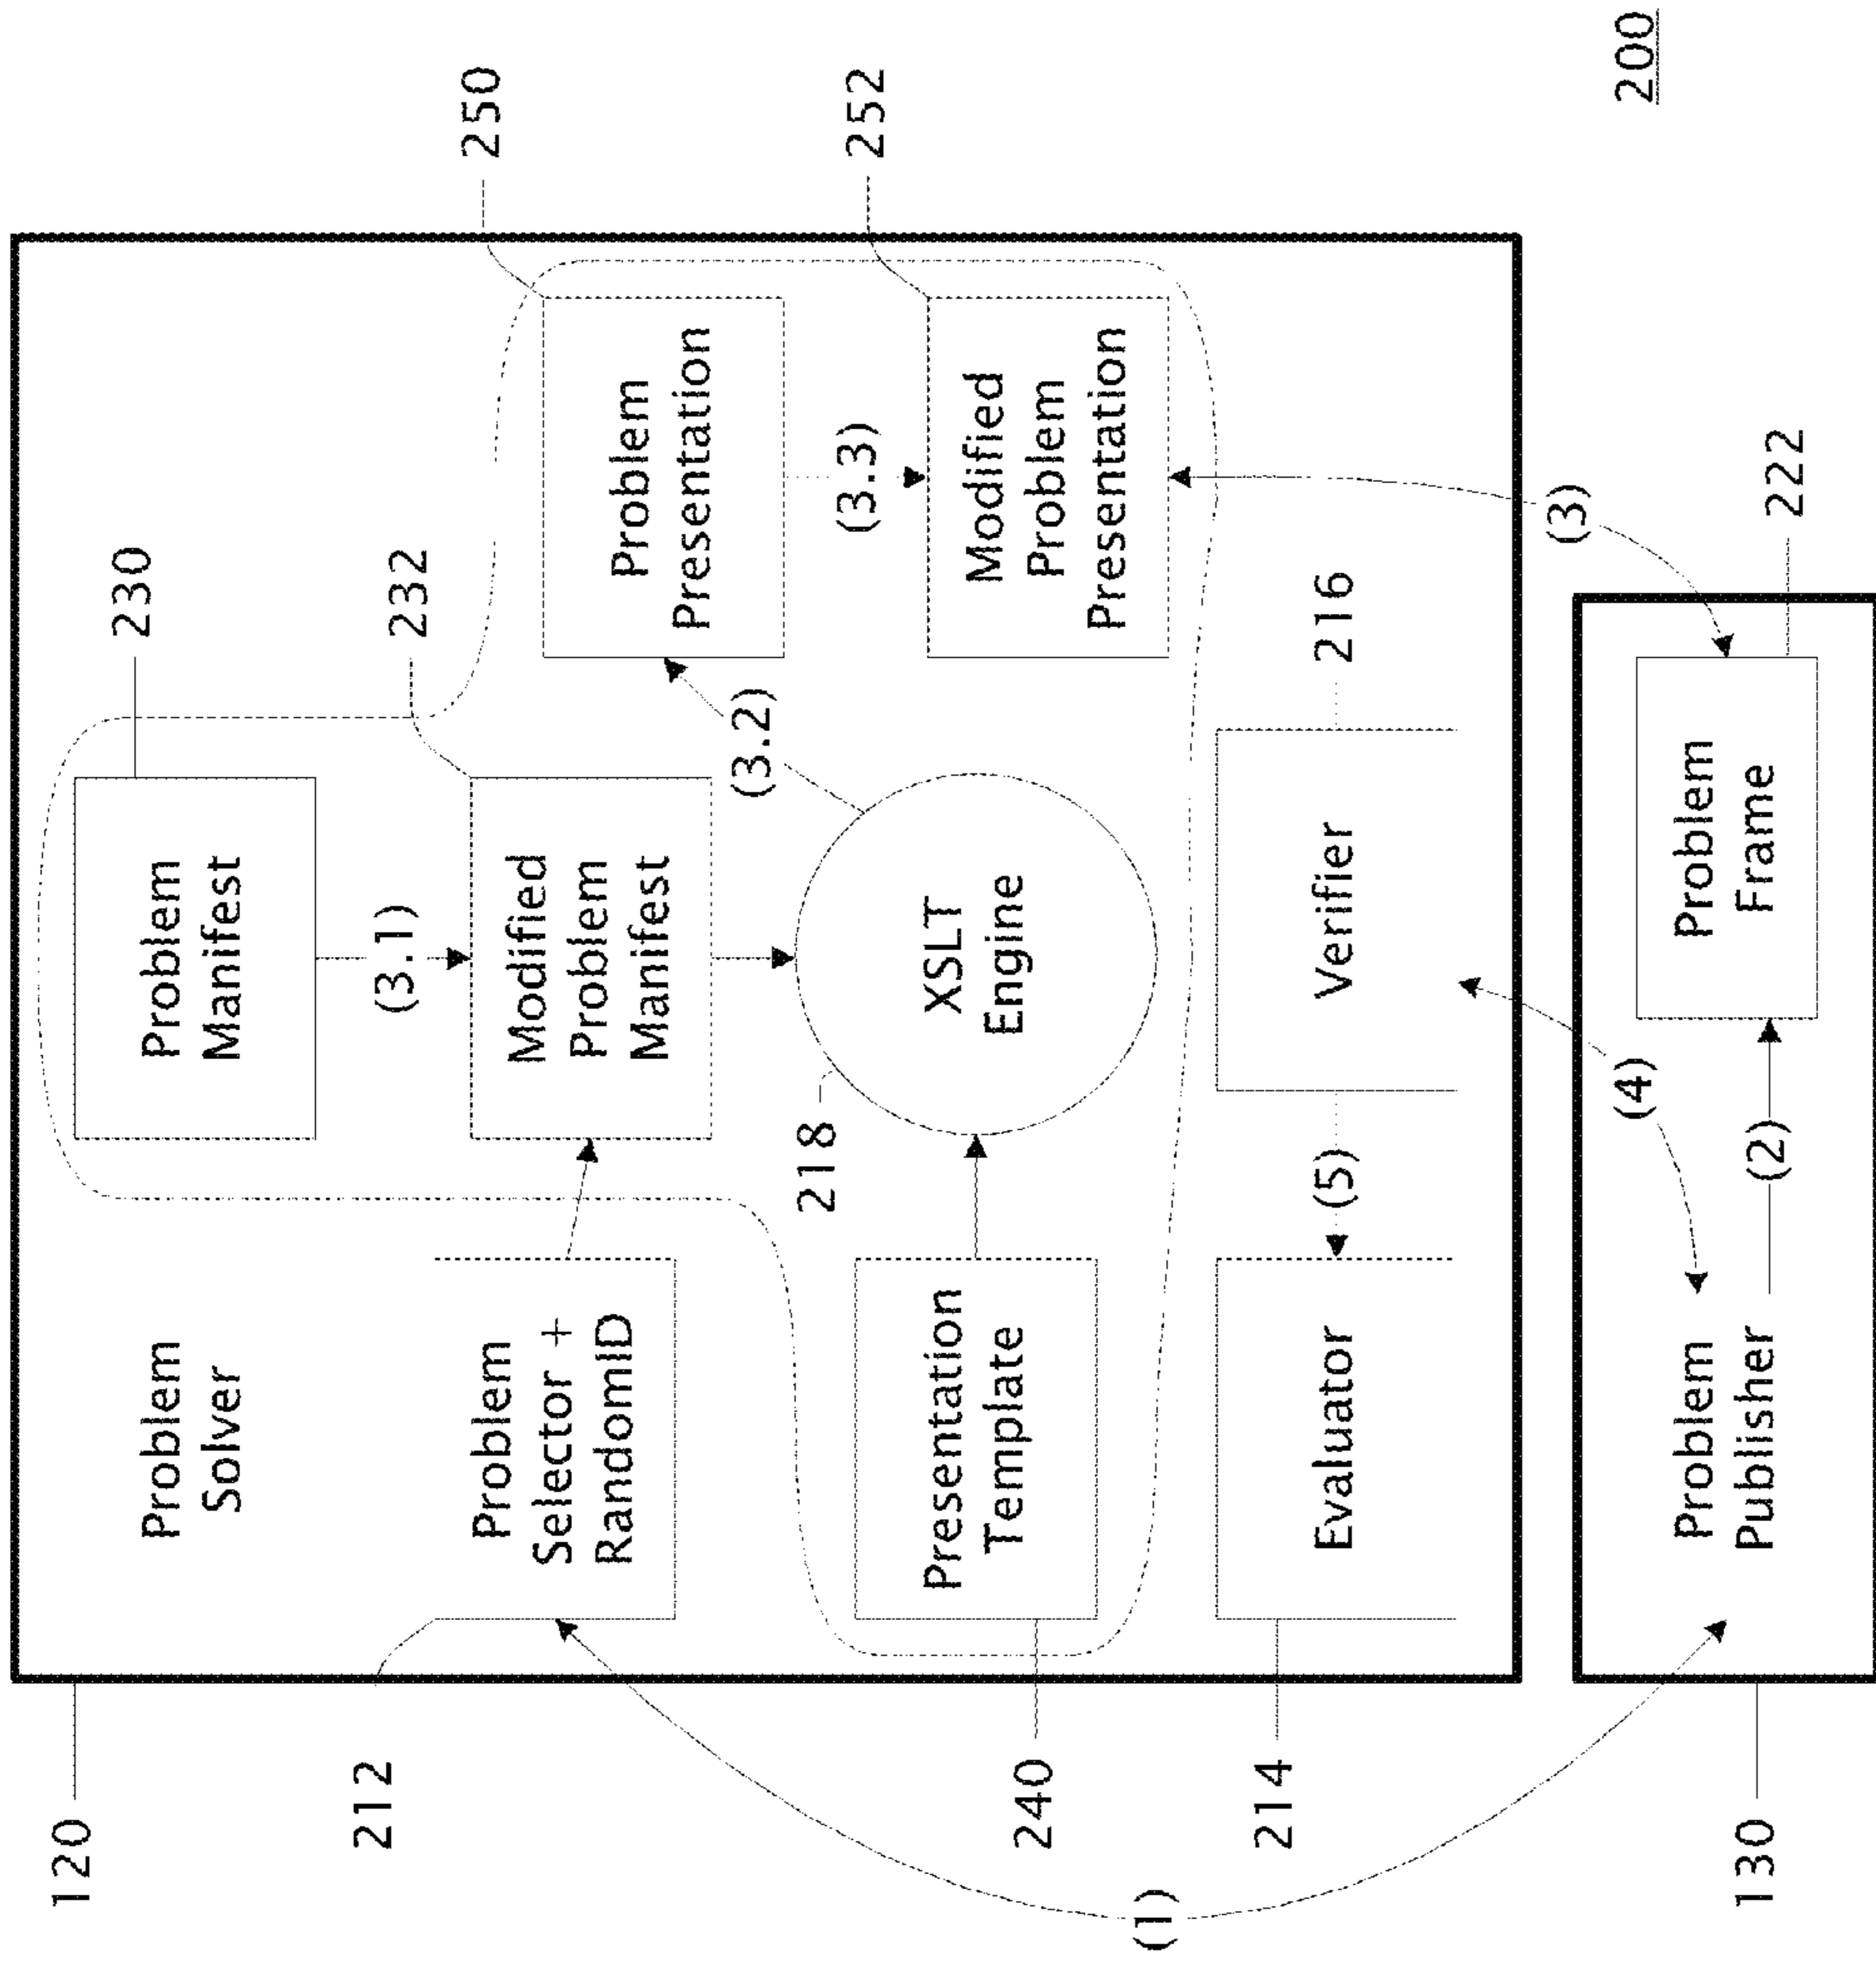 120
Problem
Solver
Problem
Manifest
230
212
Problem
Selector +
RandomID
(3.1)
Modified
Problem
Manifest
232
Problem
Presentation
250
(3.2)
(3.3)
218
XSLT
Engine
240
Presentation
Template
Modified
Problem
Presentation
252
214
Evaluator
(5)
Verifier
216
(1)
(4)
(3)
130
Problem
Publisher
(2)
Problem
Frame
222
200